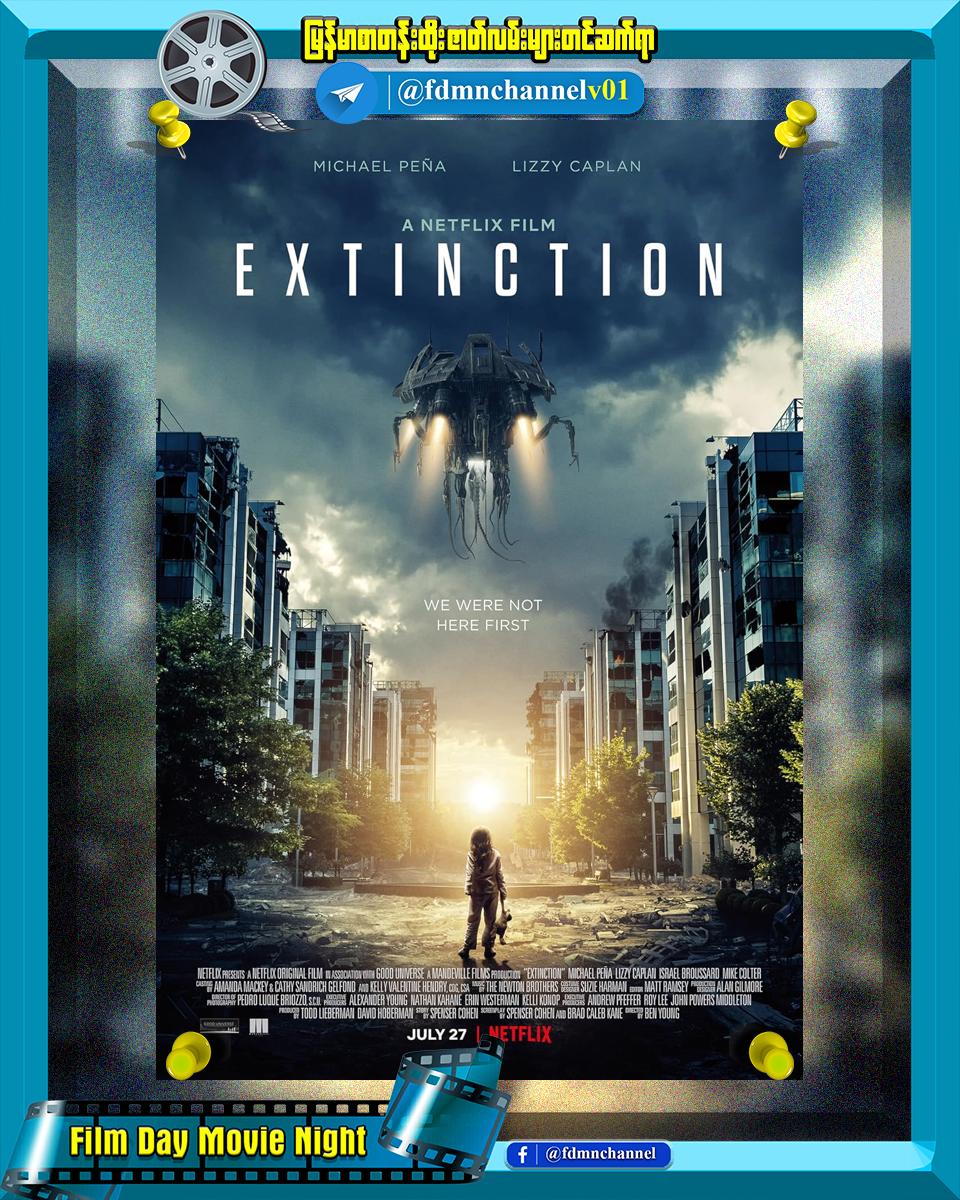 မြန်မာစာတန်းထိုးဇာတ်လမ်းများတင်ဆက်ရာ
@fdmnchannelv01
MICHAEL PEÑA LIZZY CAPLAN
A NETFLIX FILM
EXTINCTION
WE WERE NOT
HERE FIRST
NETFLIX PRESENTS A NETFLIX ORIGINAL FILM IN ASSOCIATION WITH GOOD UNIVERSE A MANDEVILLE FILMS PRODUCTION "EXTINCTION" MICHAEL PEÑA LIZZY CAPLAN ISRAEL BROUSSARD MIKE COLTER
CASTING BY AMANDA MACKEY & CATHY SANDRICH GELFOND AND KELLY VALENTINE HENDRY, CDG, CSA MUSIC BY THE NEWTON BROTHERS COSTUME DESIGNER SUZIE HARMAN EDITOR MATT RAMSEY PRODUCTION DESIGNER ALAN GILMORE
DIRECTOR OF PHOTOGRAPHY PEDRO LUQUE BRIOZZO, S.C.U. EXECUTIVE PRODUCERS ALEXANDER YOUNG NATHAN KAHANE ERIN WESTERMAN KELLI KONOP EXECUTIVE PRODUCERS ANDREW PFEFFER ROY LEE JOHN POWERS MIDDLETON
PRODUCED BY TODD LIEBERMAN DAVID HOBERMAN STORY BY SPENSER COHEN SCREENPLAY BY SPENSER COHEN AND BRAD CALEB KANE DIRECTED BY BEN YOUNG
GOOD UNIVERSE
JULY 27 | NETFLIX
Film Day Movie Night
@fdmnchannel